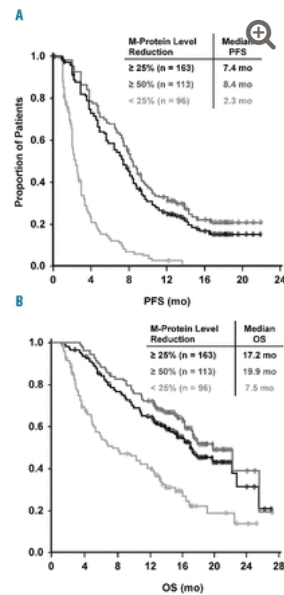 A
M-Protein Level Reduction Median PFS
≥ 25% (n = 163) 7.4 mo
≥ 50% (n = 113) 8.4 mo
< 25% (n = 96) 2.3 mo
Proportion of Patients
1.0
0.8
0.6
0.4
0.2
0.0
0 4 8 12 16 20 24
PFS (mo)
B
M-Protein Level Reduction Median OS
≥ 25% (n = 163) 17.2 mo
≥ 50% (n = 113) 19.9 mo
< 25% (n = 96) 7.5 mo
1.0
0.8
0.6
0.4
0.2
0.0
0 4 8 12 16 20 24 28
OS (mo)